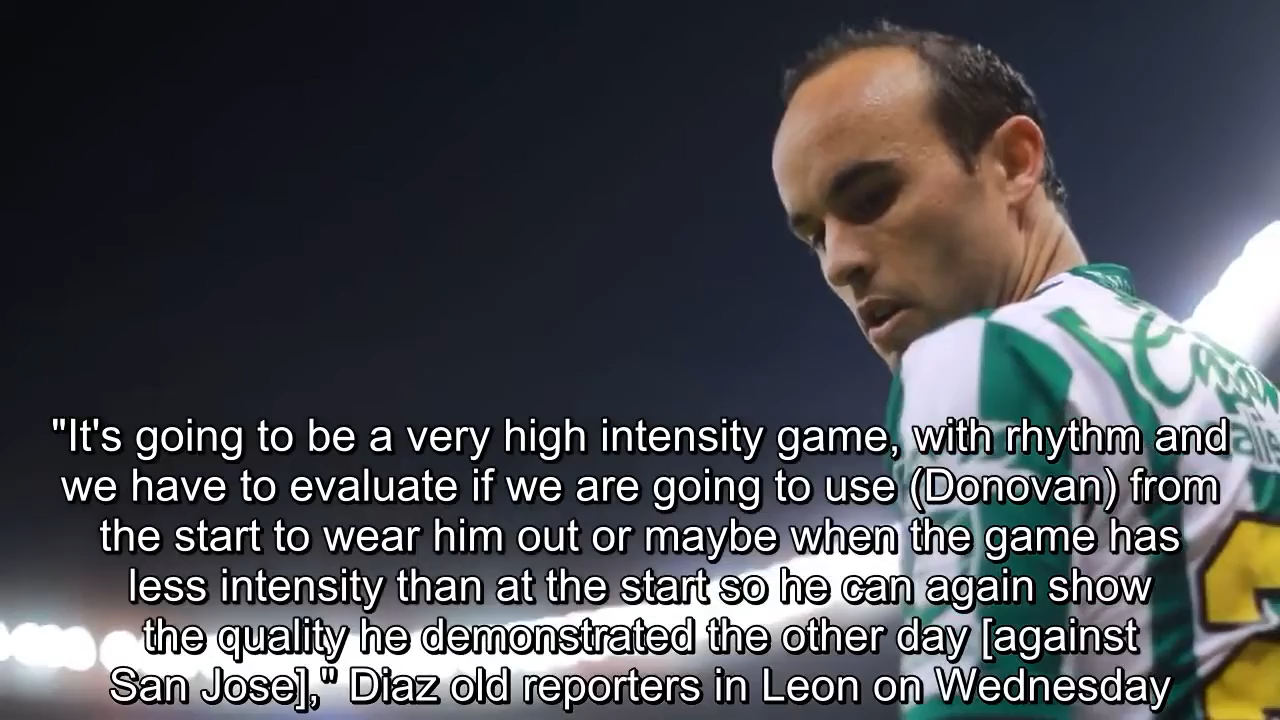 "It's going to be a very high intensity game, with rhythm and
we have to evaluate if we are going to use (Donovan) from
the start to wear him out or maybe when the game has
less intensity than at the start so he can again show
the quality he demonstrated the other day [against
San Jose]," Diaz old reporters in Leon on Wednesday